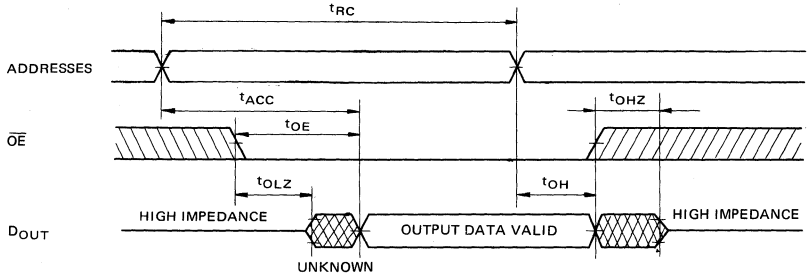 tRC
ADDRESSES
tACC
tOHZ
OE
tOE
tOLZ
tOH
HIGH IMPEDANCE
HIGH IMPEDANCE
DOUT
OUTPUT DATA VALID
UNKNOWN